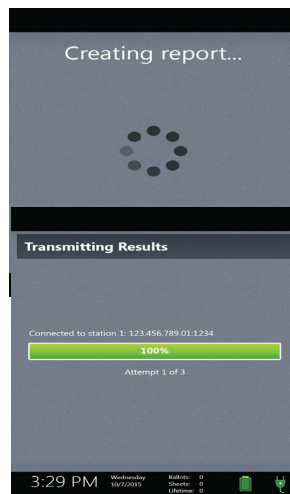 Creating report...
Transmitting Results
Connected to station 1: 123.456.789.01:1234
100%
Attempt 1 of 3
3:29 PM
Wednesday
10/7/2015
Ballots: 0
Sheets: 0
Lifetime: 0